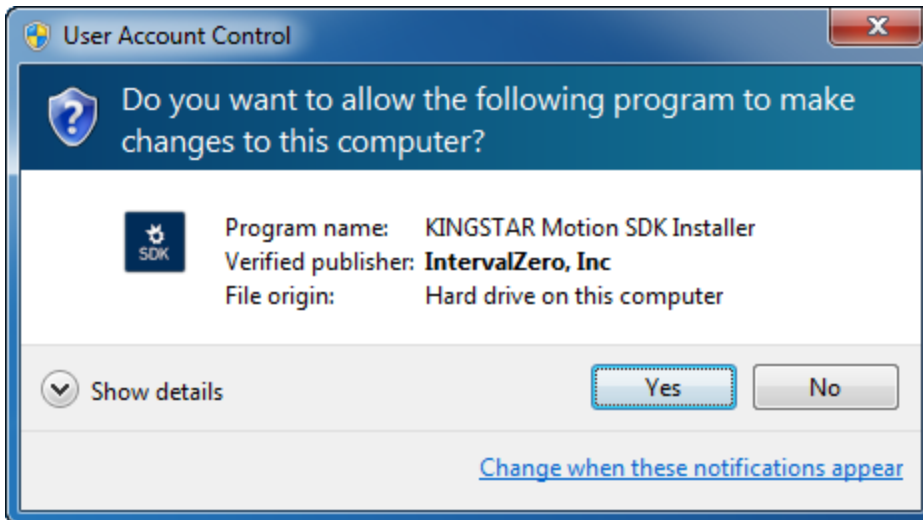 User Account Control
Do you want to allow the following program to make
changes to this computer?
SDK
Program name: KINGSTAR Motion SDK Installer
Verified publisher: IntervalZero, Inc
File origin: Hard drive on this computer
Show details
Yes No
Change when these notifications appear